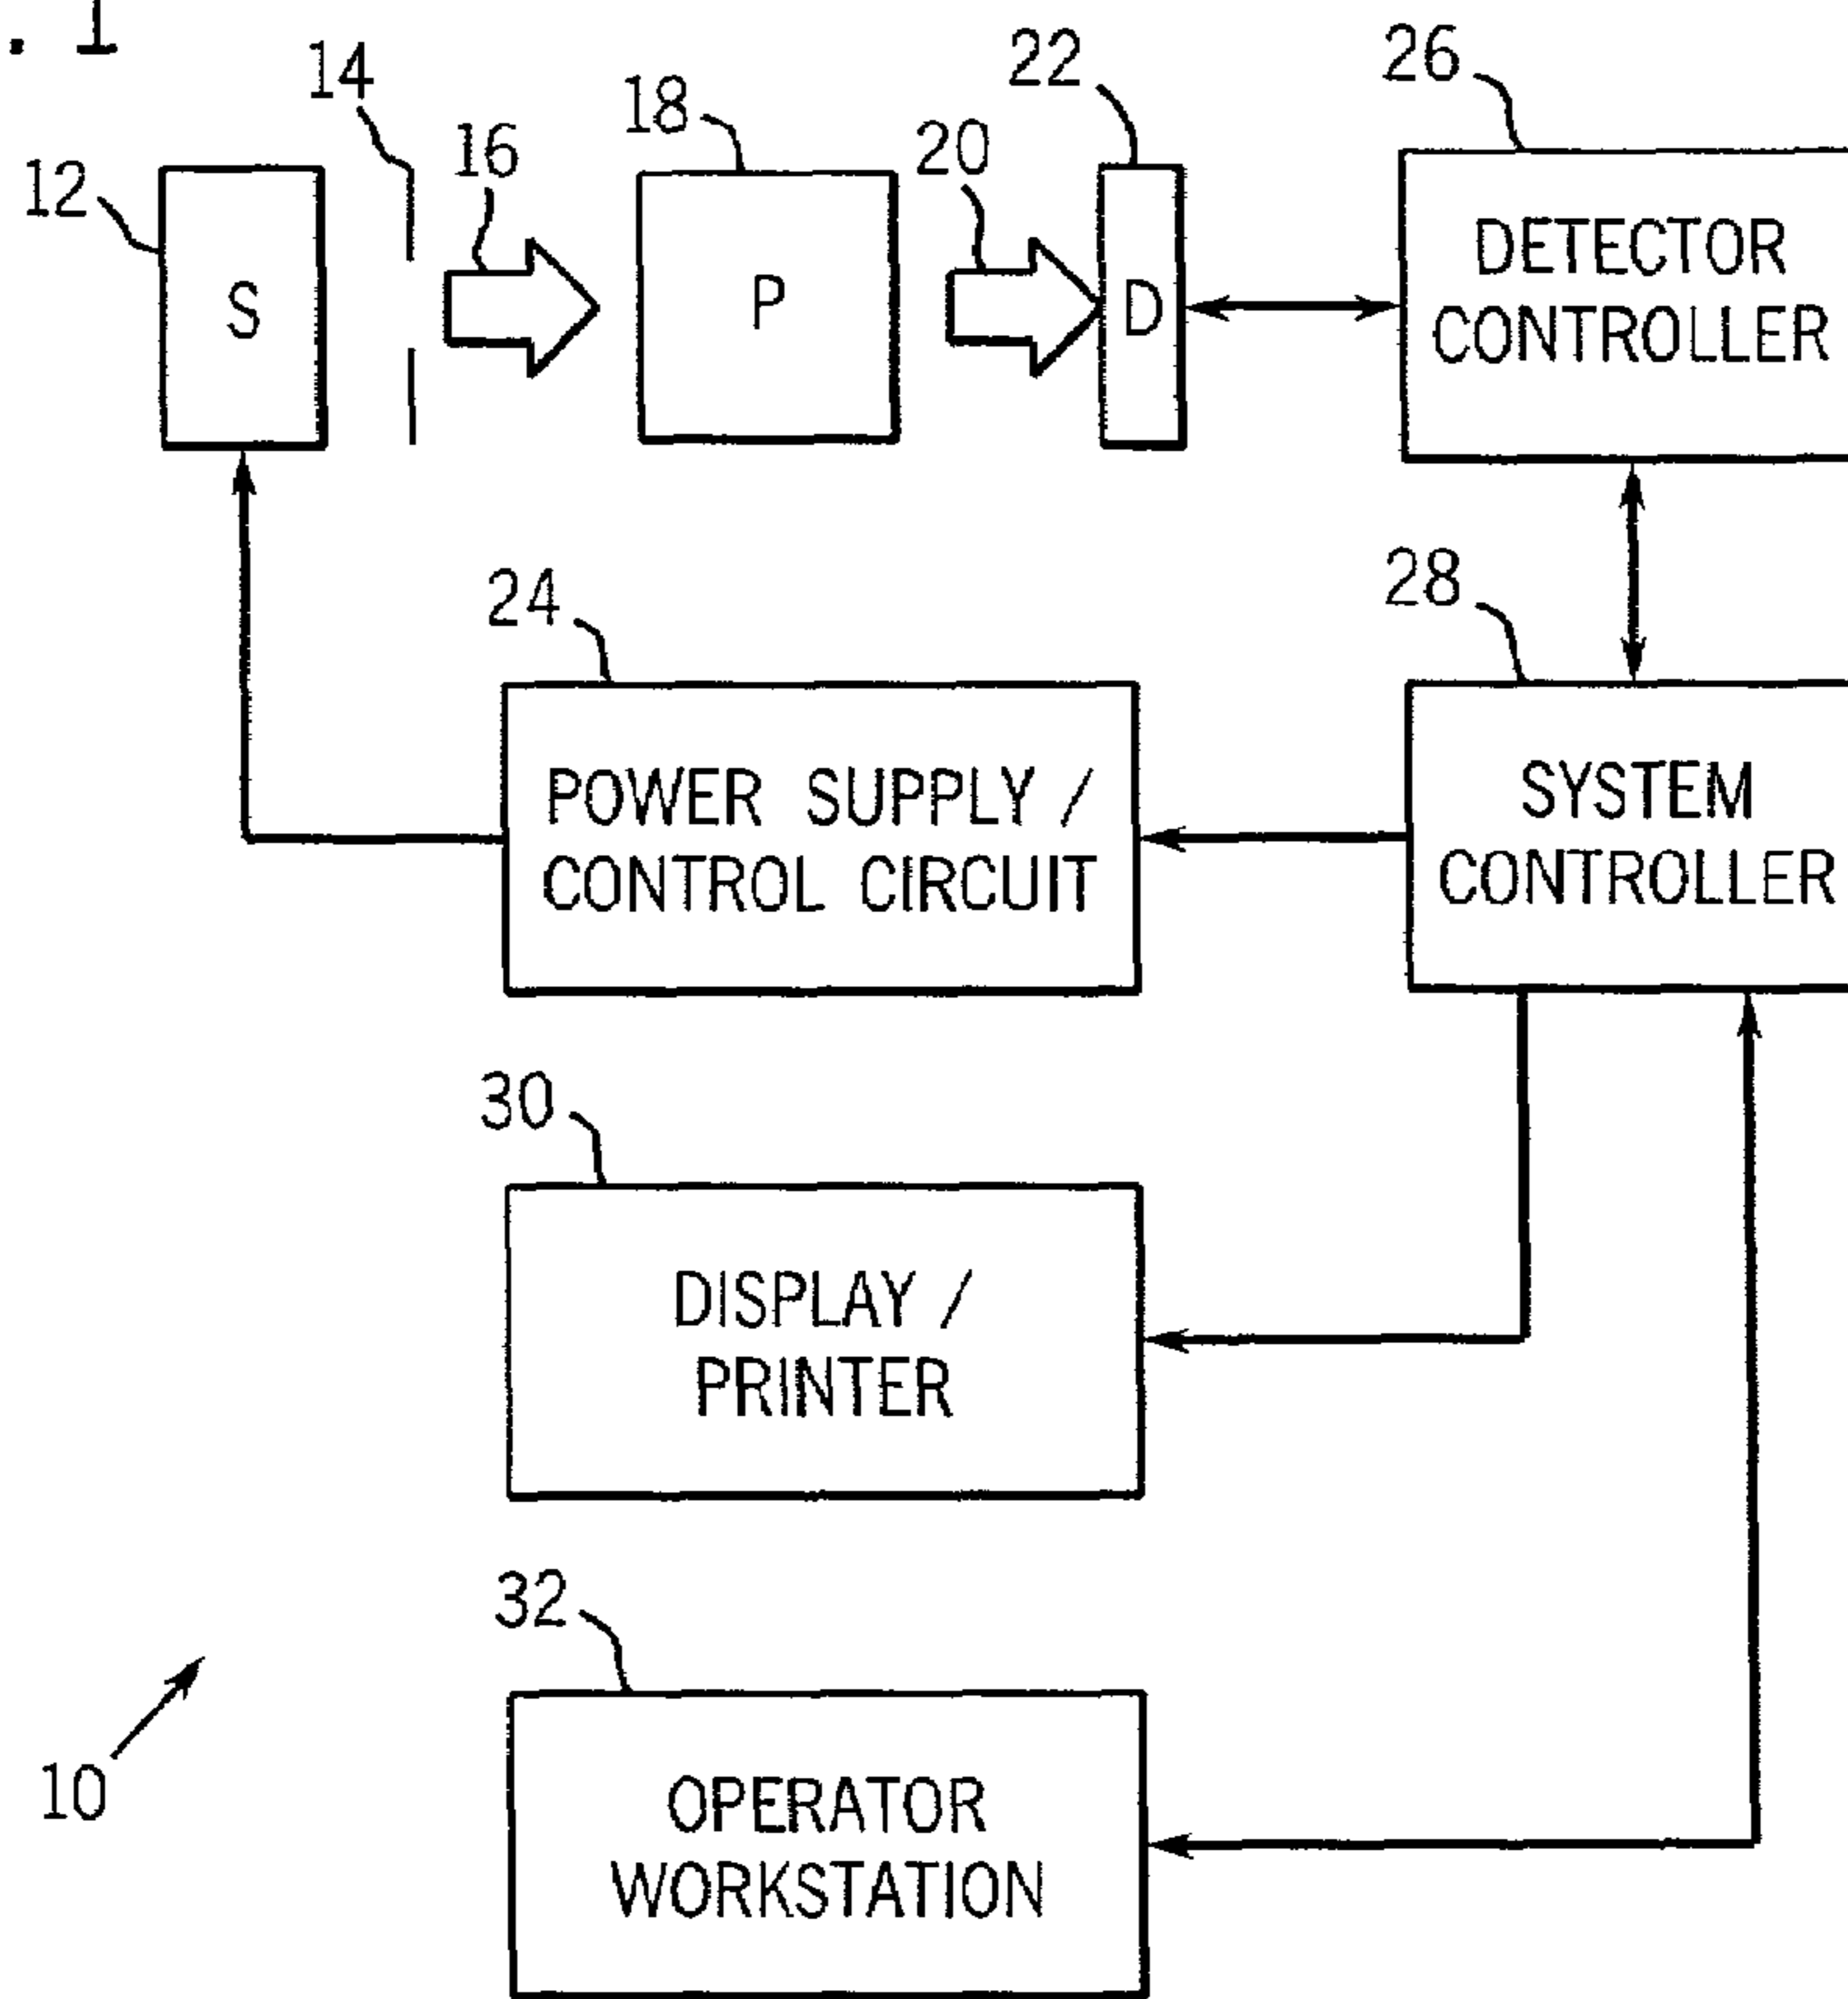 . 1
14
22
26
18
16
20
12
S
P
D
DETECTOR
CONTROLLER
28
24
POWER SUPPLY /
CONTROL CIRCUIT
SYSTEM
CONTROLLER
30
DISPLAY /
PRINTER
32
10
OPERATOR
WORKSTATION